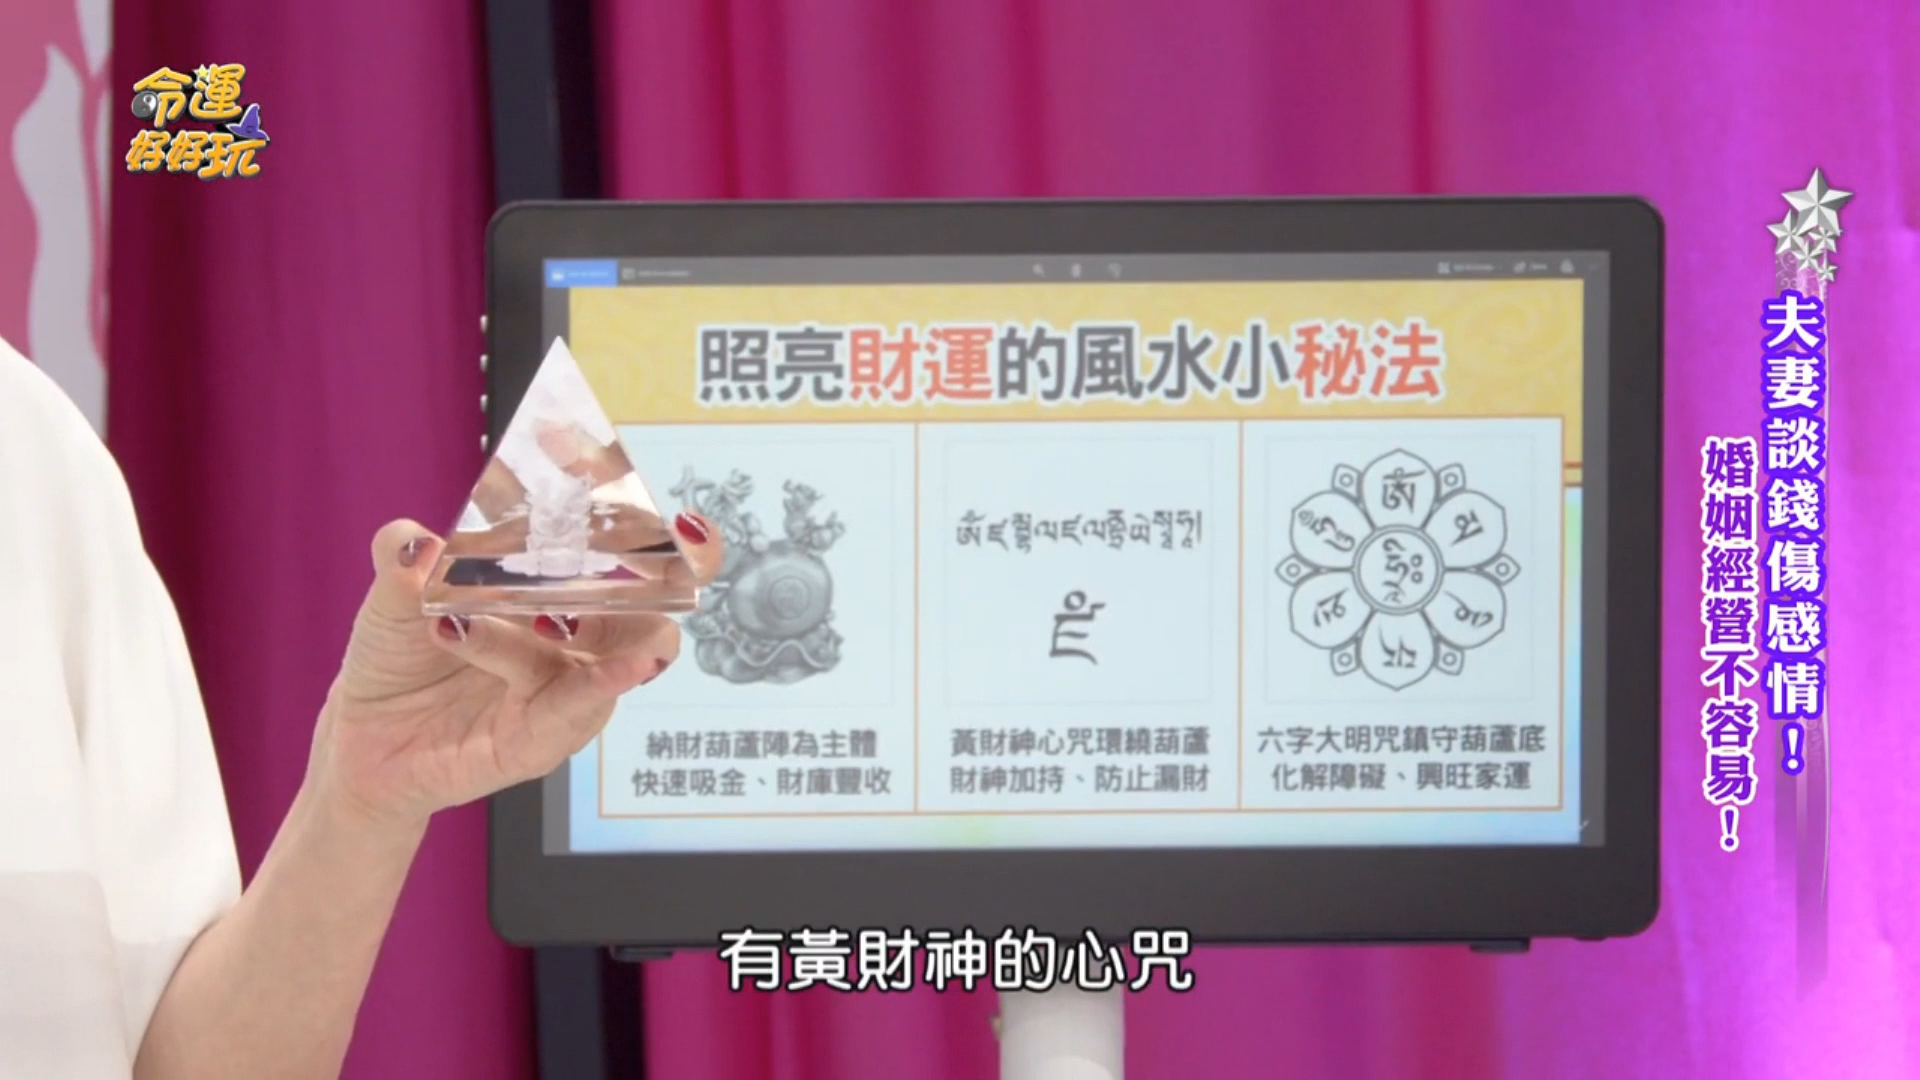 命運
好好玩
照亮財運的風水小秘法
納財葫蘆陣為主體
快速吸金、財庫豐收
黃財神心咒環繞葫蘆
財神加持、防止漏財
六字大明咒鎮守葫蘆底
化解障礙、興旺家運
夫妻談錢傷感情！
婚姻經營不容易！
有黃財神的心咒